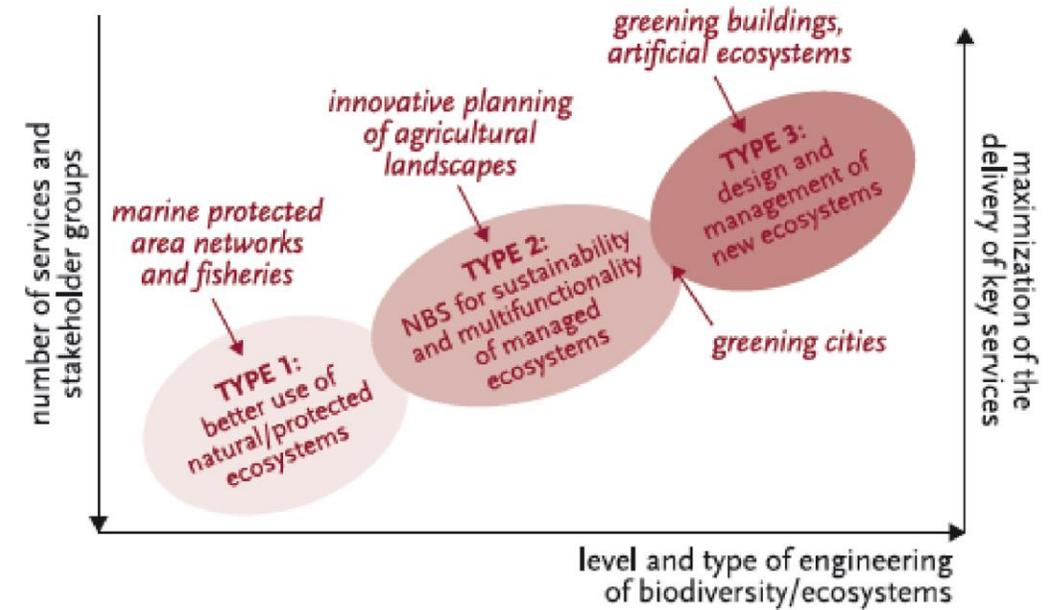 greening buildings,
artificial ecosystems
innovative planning
of agricultural
landscapes
marine protected
area networks
and fisheries
TYPE 3:
design and
management of
new ecosystems
TYPE 2:
NBS for sustainability
and multifunctionality
of managed
ecosystems
greening cities
TYPE 1:
better use of
natural/protected
ecosystems
number of services and
stakeholder groups
maximization of the
delivery of key services
level and type of engineering
of biodiversity/ecosystems